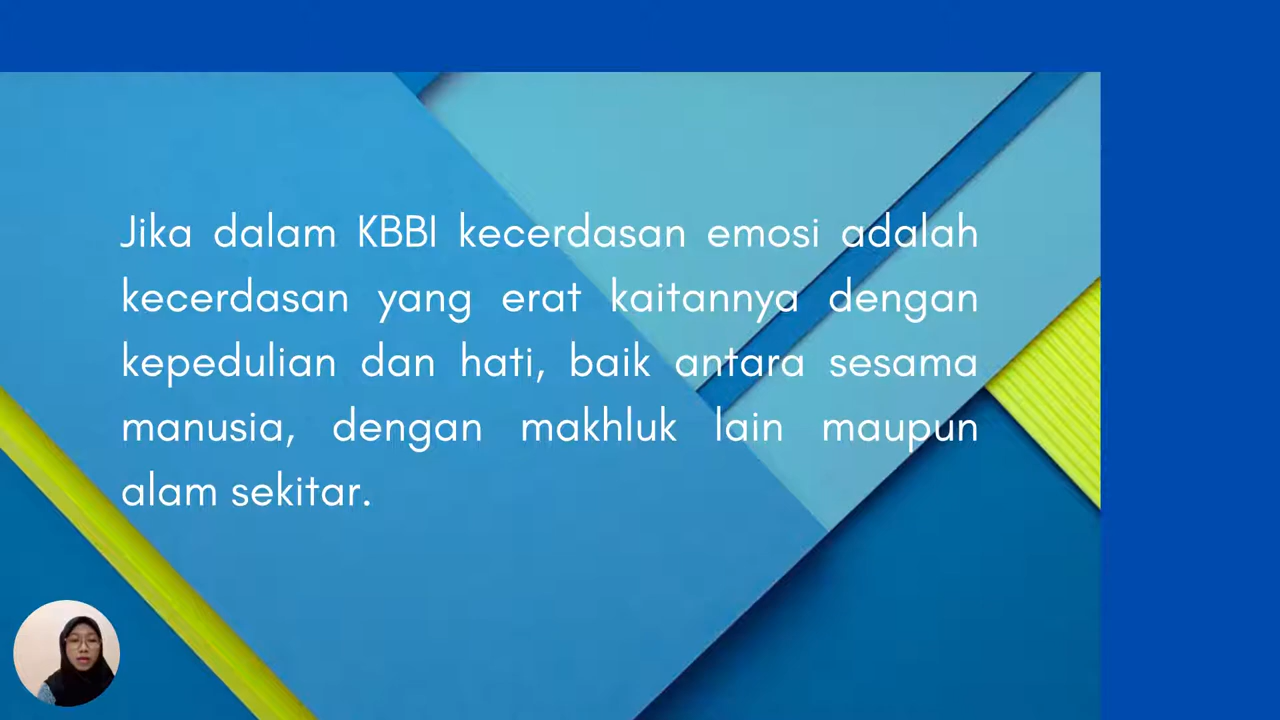 Jika dalam KBBI kecerdasan emosi adalah
kecerdasan yang erat kaitannya dengan
kepedulian dan hati, baik antara sesama
manusia, dengan makhluk lain maupun
alam sekitar.